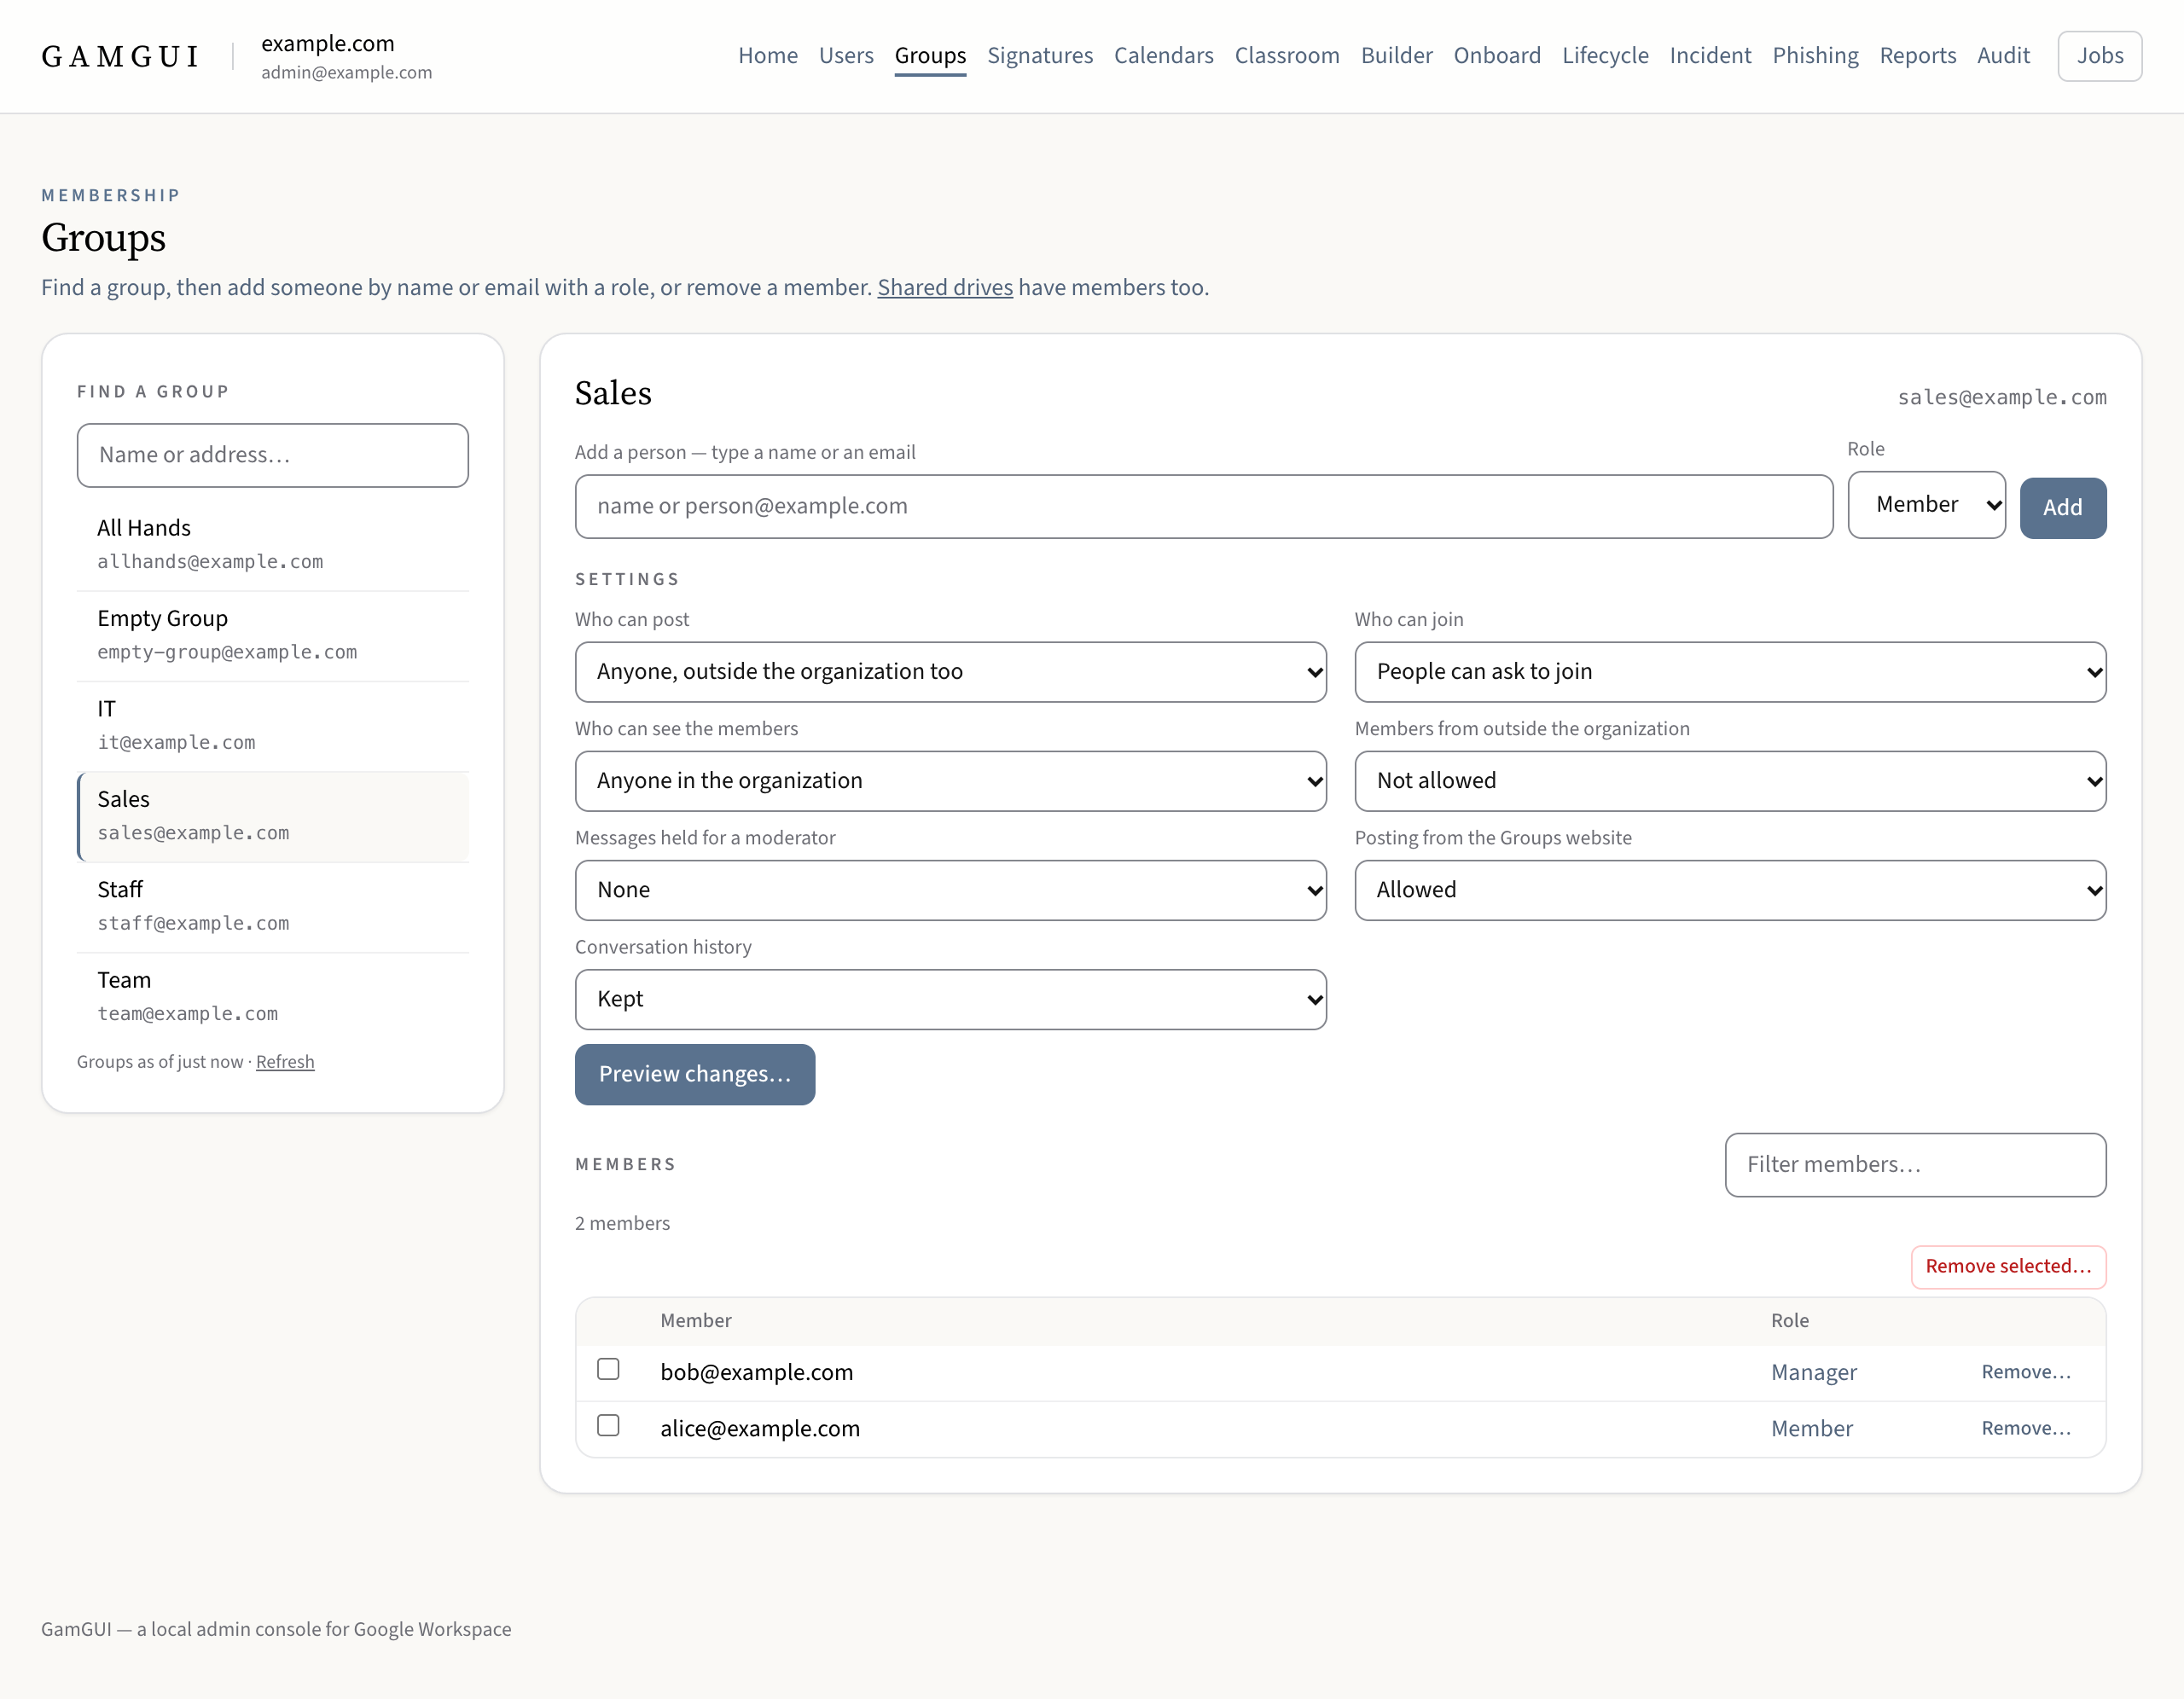 GAMGUI
example.com
admin@example.com
Home Users Groups Signatures Calendars Classroom Builder Onboard Lifecycle Incident Phishing Reports Audit Jobs
MEMBERSHIP
Groups
Find a group, then add someone by name or email with a role, or remove a member. Shared drives have members too.
FIND A GROUP
Name or address…
All Hands
allhands@example.com
Empty Group
empty-group@example.com
IT
it@example.com
Sales
sales@example.com
Staff
staff@example.com
Team
team@example.com
Groups as of just now · Refresh
Sales
sales@example.com
Add a person — type a name or an email
Role
name or person@example.com
Member
Add
SETTINGS
Who can post
Who can join
Anyone, outside the organization too
People can ask to join
Who can see the members
Members from outside the organization
Anyone in the organization
Not allowed
Messages held for a moderator
Posting from the Groups website
None
Allowed
Conversation history
Kept
Preview changes…
MEMBERS
Filter members…
2 members
Remove selected…
Member Role
bob@example.com Manager Remove…
alice@example.com Member Remove…
GamGUI — a local admin console for Google Workspace